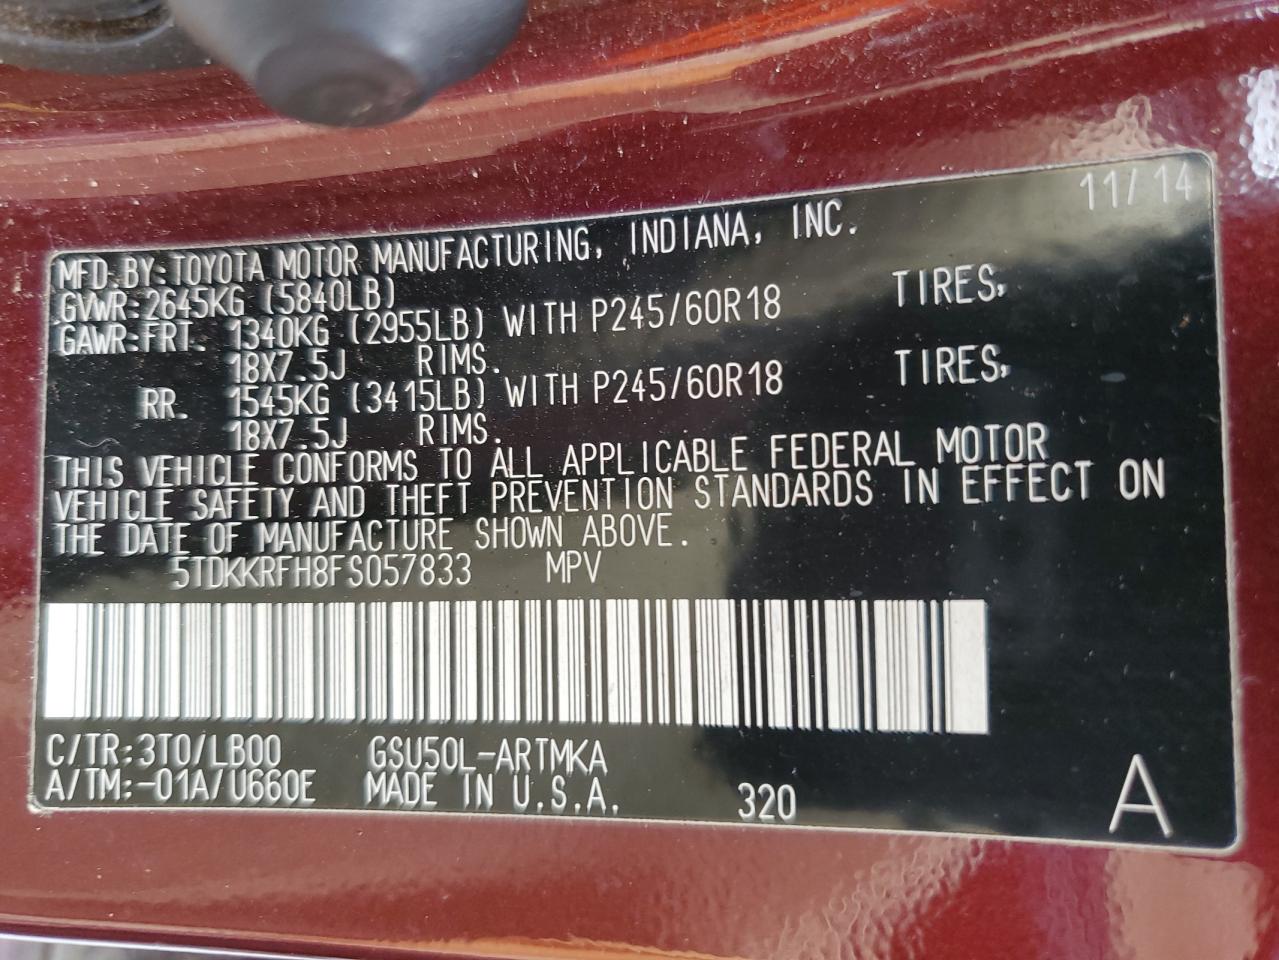 11/14
MFD.BY:TOYOTA MOTOR MANUFACTURING, INDIANA, INC.
GVWR:2645KG (5840LB)
GAWR:FRT. 1340KG (2955LB) WITH P245/60R18 TIRES,
18X7.5J RIMS.
RR. 1545KG (3415LB) WITH P245/60R18 TIRES,
18X7.5J RIMS.
THIS VEHICLE CONFORMS TO ALL APPLICABLE FEDERAL MOTOR
VEHICLE SAFETY AND THEFT PREVENTION STANDARDS IN EFFECT ON
THE DATE OF MANUFACTURE SHOWN ABOVE.
5TDKKRFH8FS057833 MPV
C/TR:3T0/LB00 GSU50L-ARTMKA
A/TM:-01A/U660E MADE IN U.S.A. 320 A